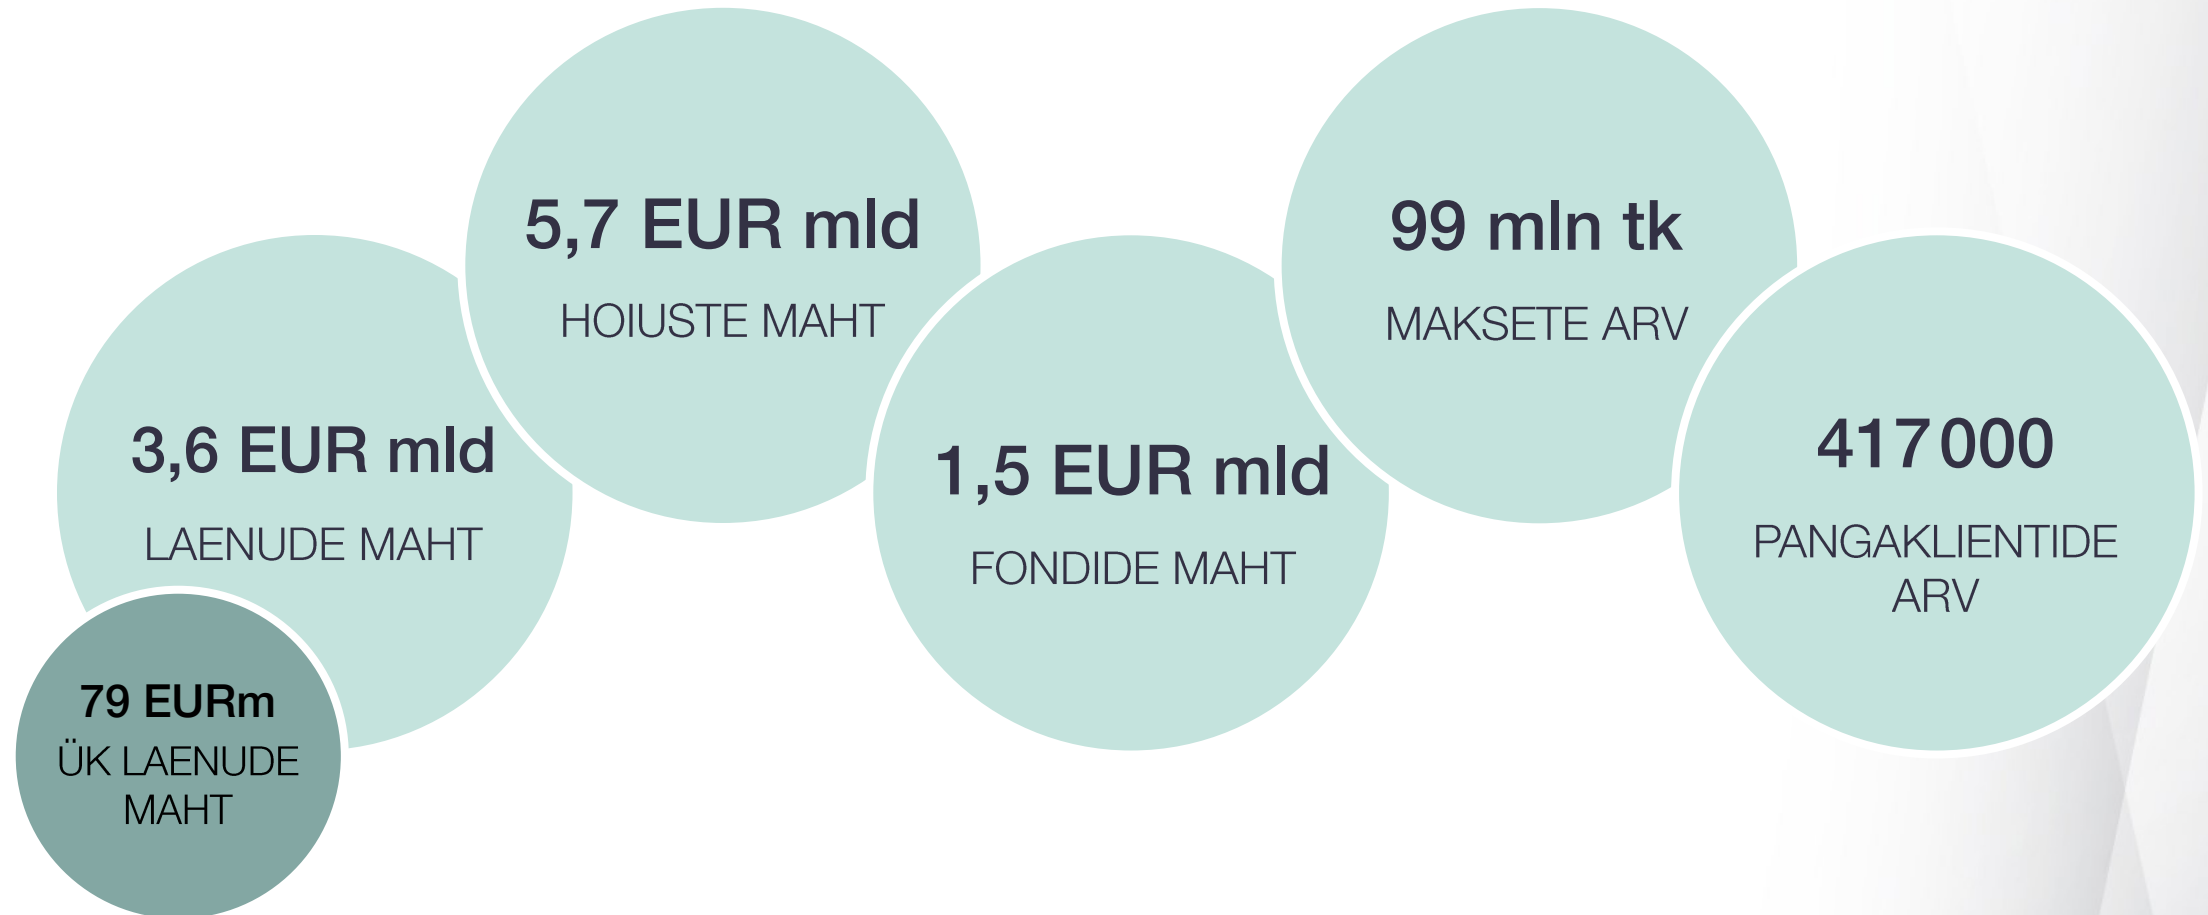 3,6 EUR mld
LAENUDE MAHT
79 EURm
ÜK LAENUDE
MAHT
5,7 EUR mld
HOIUSTE MAHT
1,5 EUR mld
FONDIDE MAHT
99 mln tk
MAKSETE ARV
417 000
PANGAKLIENTIDE
ARV